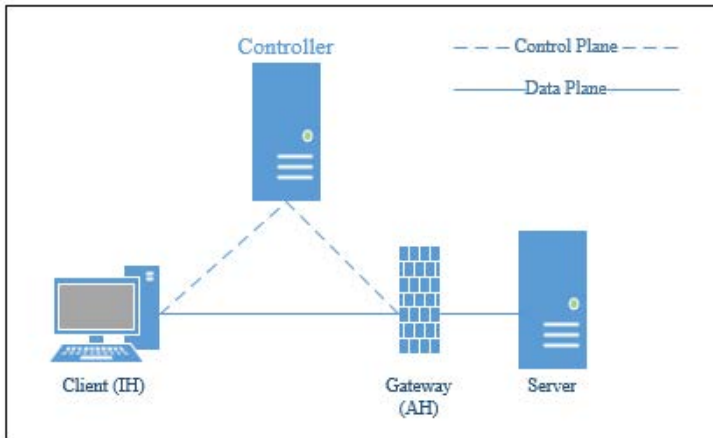 Controller
Control Plane
Data Plane
Client (IH)
Gateway
(AH)
Server